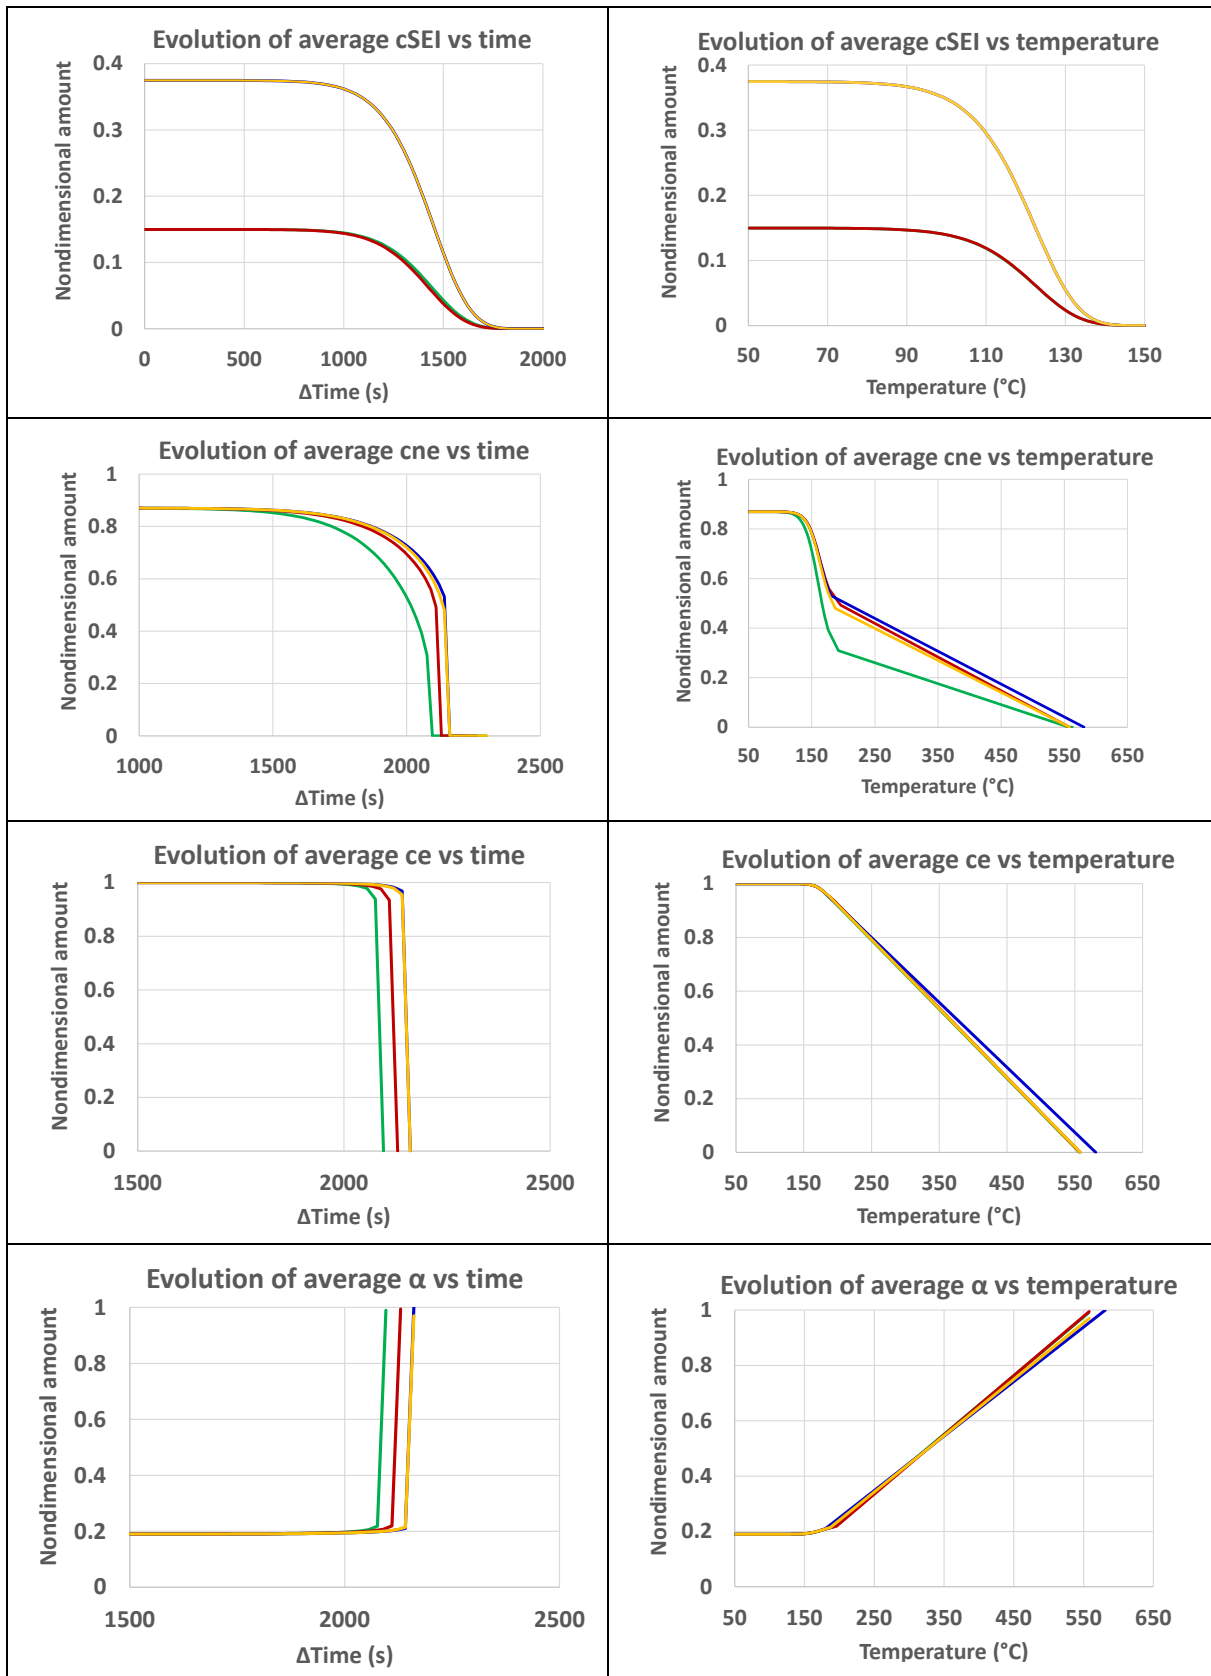 Evolution of average cSEI vs time
Nondimensional amount
0.4
0.3
0.2
0.1
0
0 500 1000 1500 2000
ΔTime (s)
Evolution of average cSEI vs temperature
Nondimensional amount
0.4
0.3
0.2
0.1
0
50 70 90 110 130 150
Temperature (°C)
Evolution of average cne vs time
Nondimensional amount
1
0.8
0.6
0.4
0.2
0
1000 1500 2000 2500
ΔTime (s)
Evolution of average cne vs temperature
Nondimensional amount
1
0.8
0.6
0.4
0.2
0
50 150 250 350 450 550 650
Temperature (°C)
Evolution of average ce vs time
Nondimensional amount
1
0.8
0.6
0.4
0.2
0
1500 2000 2500
ΔTime (s)
Evolution of average ce vs temperature
Nondimensional amount
1
0.8
0.6
0.4
0.2
0
50 150 250 350 450 550 650
Temperature (°C)
Evolution of average α vs time
Nondimensional amount
1
0.8
0.6
0.4
0.2
0
1500 2000 2500
ΔTime (s)
Evolution of average α vs temperature
Nondimensional amount
1
0.8
0.6
0.4
0.2
0
50 150 250 350 450 550 650
Temperature (°C)